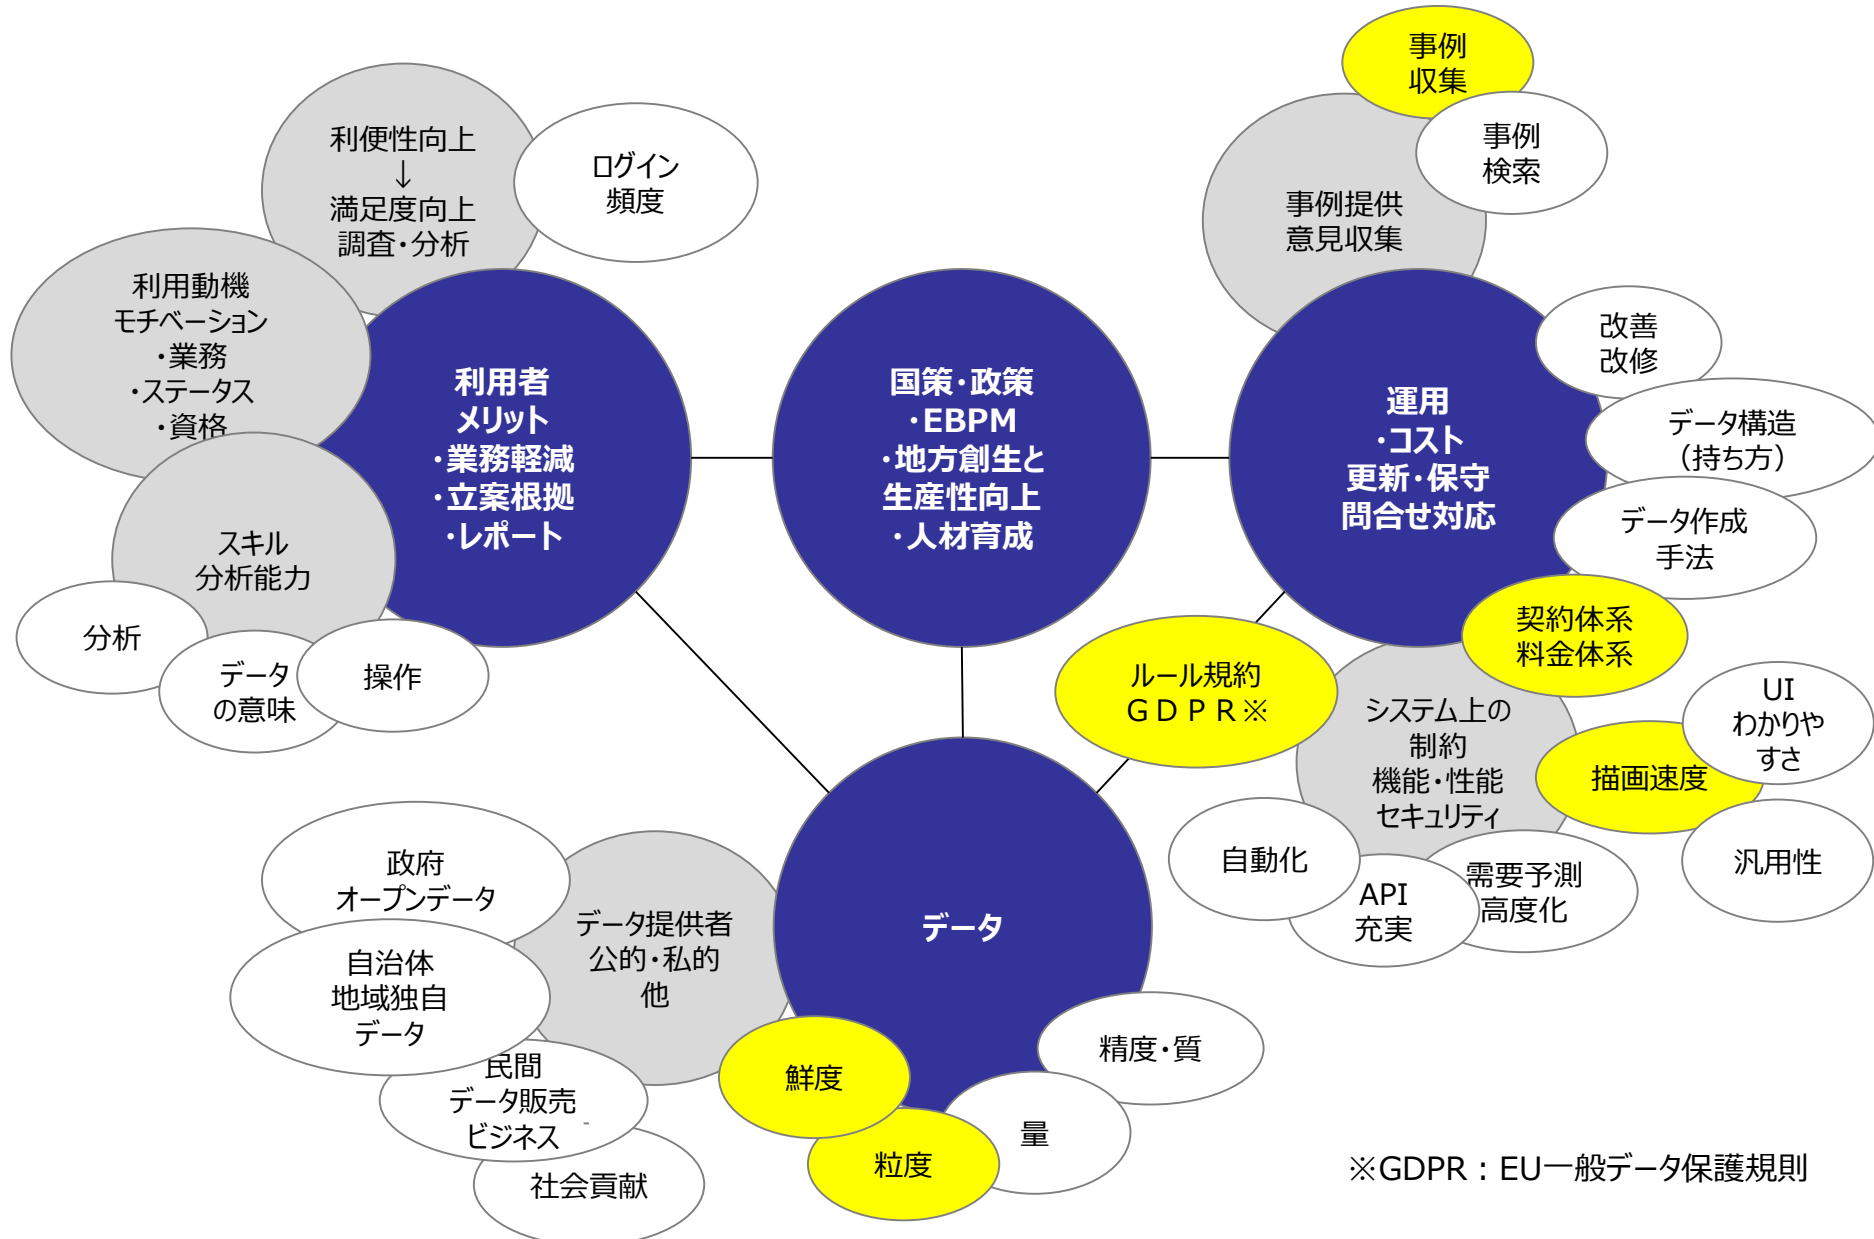 事例
収集
事例
検索
事例提供
意見収集
利便性向上
↓
満足度向上
調査・分析
ログイン
頻度
利用動機
モチベーション
・業務
・ステータス
・資格
利用者
メリット
・業務軽減
・立案根拠
・レポート
国策・政策
・EBPM
・地方創生と
生産性向上
・人材育成
運用
・コスト
更新・保守
問合せ対応
改善
改修
データ構造
（持ち方）
データ作成
手法
契約体系
料金体系
スキル
分析能力
分析
データ
の意味
操作
ルール規約
ＧＤＰＲ※
システム上の
制約
機能・性能
セキュリティ
UI
わかりや
すさ
描画速度
汎用性
自動化
API
充実
需要予測
高度化
データ
政府
オープンデータ
データ提供者
公的・私的
他
自治体
地域独自
データ
民間
データ販売
ビジネス
社会貢献
鮮度
粒度
量
精度・質
※GDPR：EU一般データ保護規則